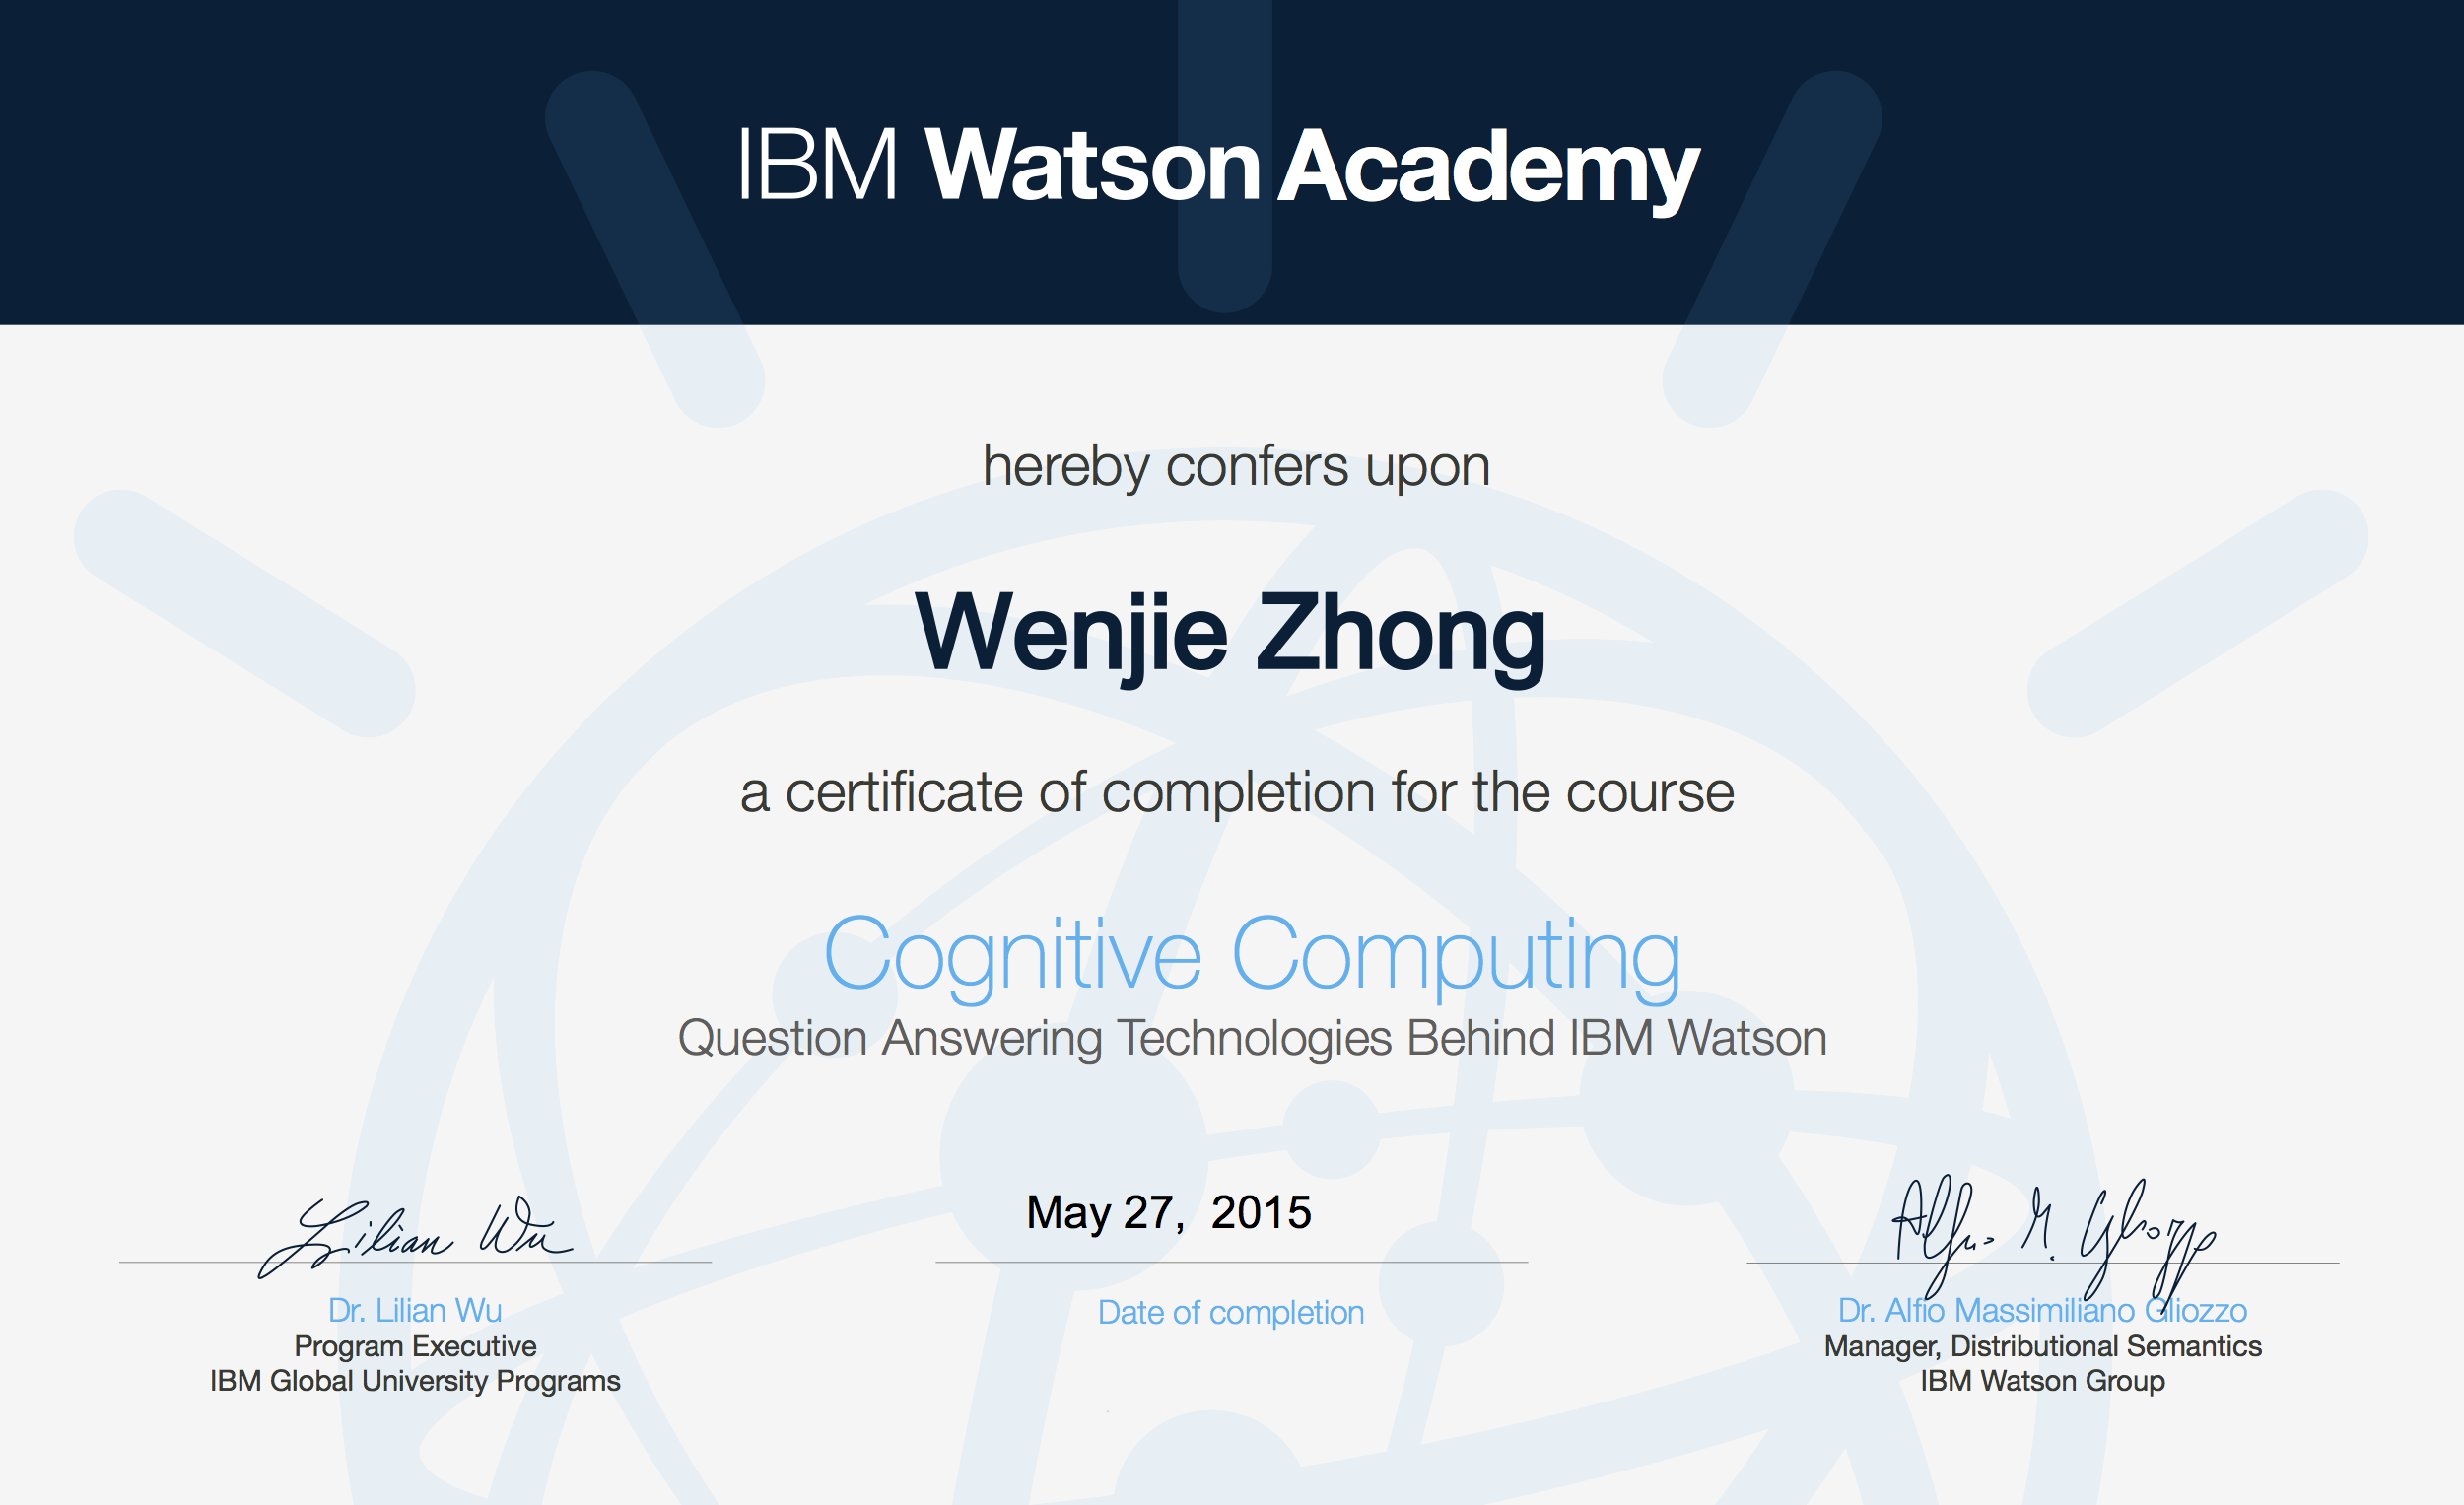 IBM Watson Academy
hereby confers upon
Wenjie Zhong
a certificate of completion for the course
Cognitive Computing
Question Answering Technologies Behind IBM Watson
Lilian Wu
May 27, 2015
Alfio M. Gliozzo
Dr. Lilian Wu
Program Executive
IBM Global University Programs
Date of completion
Dr. Alfio Massimiliano Gliozzo
Manager, Distributional Semantics
IBM Watson Group